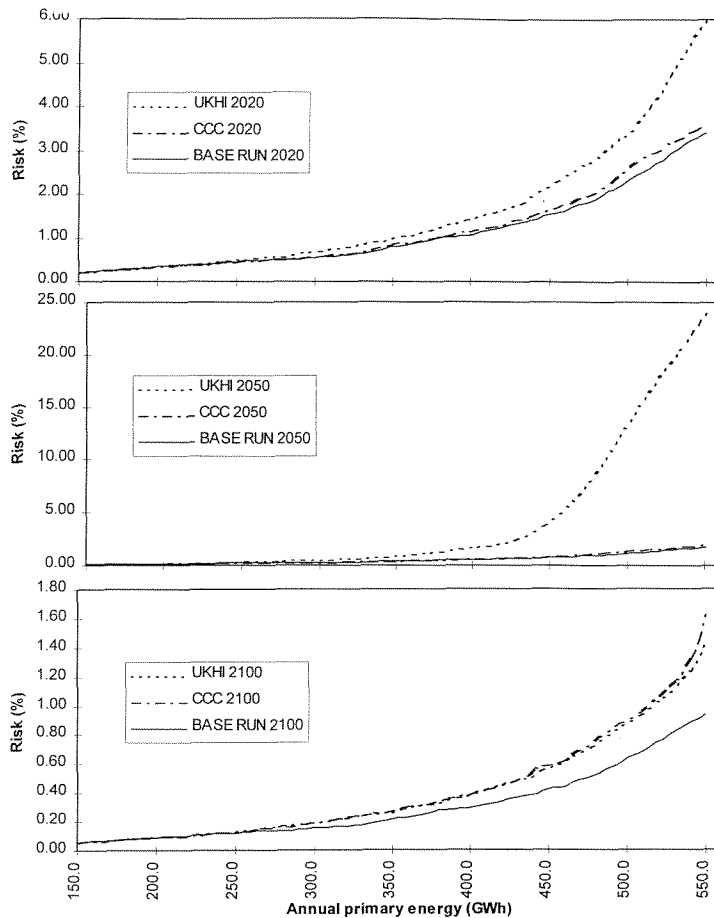 6.00
5.00
4.00
3.00
2.00
1.00
0.00
Risk (%)
UKHI 2020
CCC 2020
BASE RUN 2020
25.00
20.00
15.00
10.00
5.00
0.00
Risk (%)
UKHI 2050
CCC 2050
BASE RUN 2050
1.80
1.60
1.40
1.20
1.00
0.80
0.60
0.40
0.20
0.00
Risk (%)
UKHI 2100
CCC 2100
BASE RUN 2100
150.0
200.0
250.0
300.0
350.0
400.0
450.0
500.0
550.0
Annual primary energy (GWh)